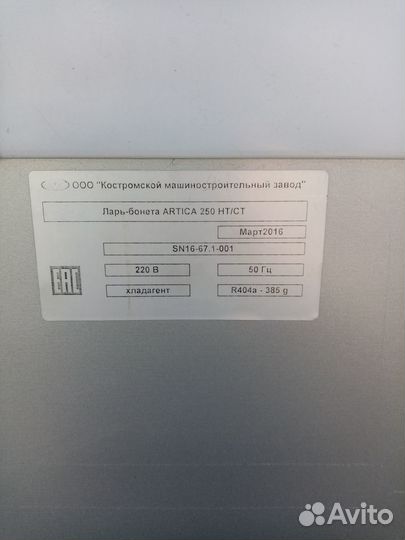 ООО "Костромской машиностроительный завод"
Ларь-бонета ARTICA 250 НТ/СТ
Март2016
SN16-67.1-001
220 В
50 Гц
EAC
хладагент
R404a - 385 g
Avito